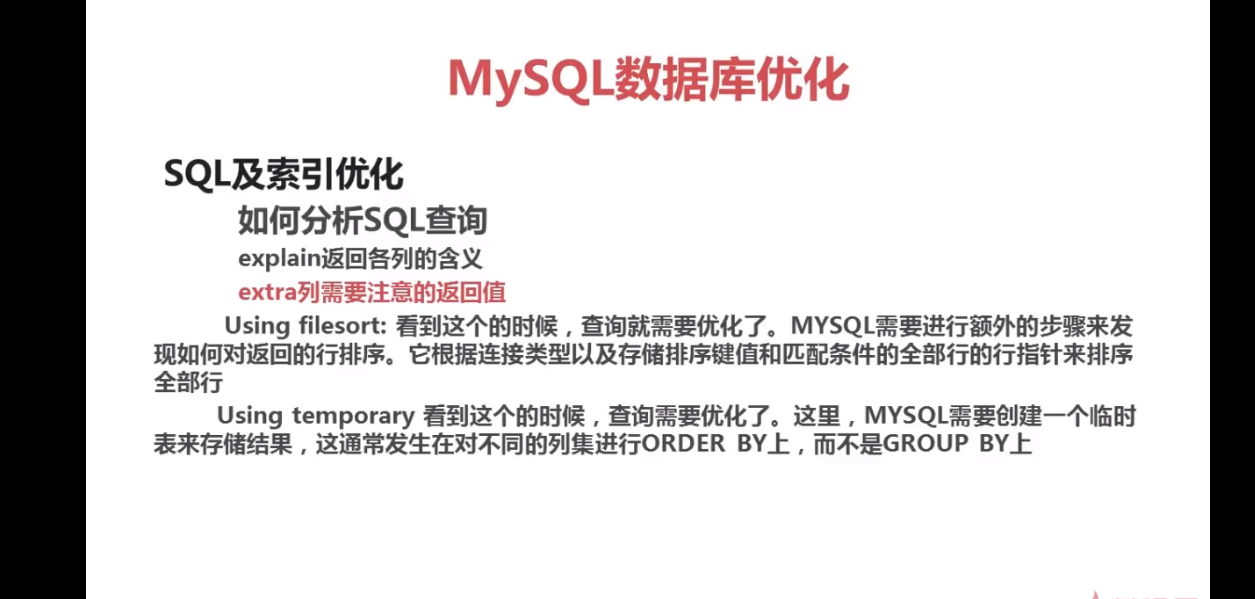 MySQL数据库优化
SQL及索引优化
如何分析SQL查询
explain返回各列的含义
extra列需要注意的返回值
Using filesort: 看到这个的时候，查询就需要优化了。MYSQL需要进行额外的步骤来发
现如何对返回的行排序。它根据连接类型以及存储排序键值和匹配条件的全部行的行指针来排序
全部行
Using temporary 看到这个的时候，查询需要优化了。这里，MYSQL需要创建一个临时
表来存储结果，这通常发生在对不同的列集进行ORDER BY上，而不是GROUP BY上